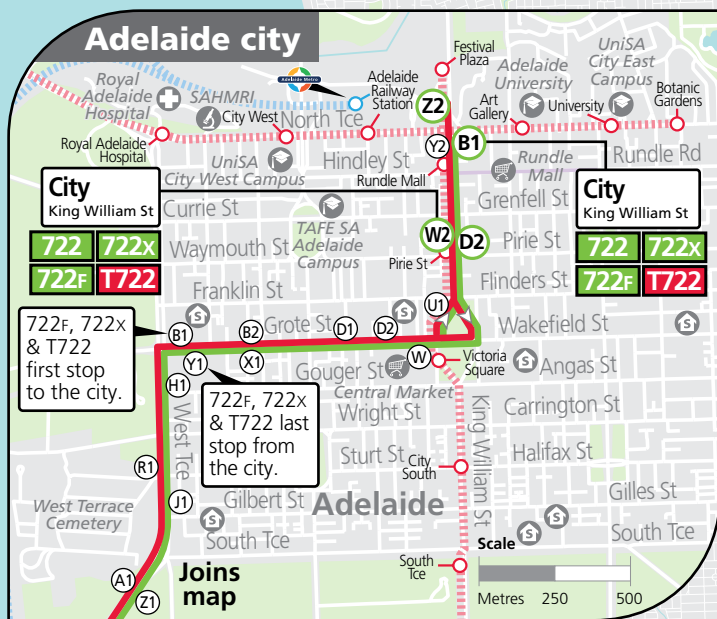 Adelaide city
Festival
Plaza
Royal
Adelaide
Hospital
SAHMRI
Adelaide Metro
Adelaide
Railway
Station
Z2
Adelaide
University
UniSA
City East
Campus
Botanic
Gardens
City West
North Tce
Art
Gallery
University
Royal Adelaide
Hospital
UniSA
City West Campus
Hindley St
Y2
B1
Rundle Mall
Rundle
Mall
Rundle Rd
City
King William St
722
722X
722F
T722
Currie St
Waymouth St
Franklin St
TAFE SA
Adelaide
Campus
W2
D2
Pirie St
Grenfell St
Pirie St
Flinders St
City
King William St
722
722X
722F
T722
U1
722F, 722X
& T722
first stop
to the city.
B1
B2
Grote St
D1
D2
Wakefield St
Y1
X1
Gouger St
W
Victoria
Square
Angas St
H1
Central Market
722F, 722X
& T722 last
stop from
the city.
West Tce
Wright St
King William St
Carrington St
R1
Sturt St
City
South
Halifax St
West Terrace
Cemetery
J1
Gilbert St
Adelaide
Gilles St
South Tce
South Tce
A1
Z1
Joins
map
South
Tce
Scale
Metres 250 500